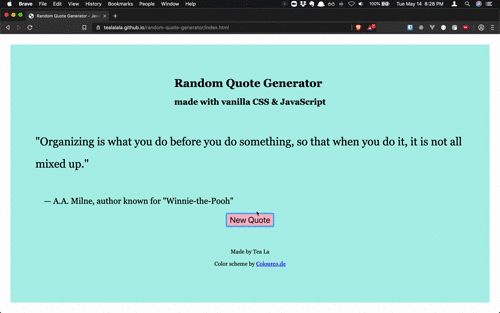 Brave File Edit View History Bookmarks People Window Help
100%
Tue May 14 8:28 PM
Random Quote Generator - Jav
tealalala.github.io/random-quote-generator/index.html
Random Quote Generator
made with vanilla CSS & JavaScript
"Organizing is what you do before you do something, so that when you do it, it is not all
mixed up."
— A.A. Milne, author known for "Winnie-the-Pooh"
New Quote
Made by Tea La
Color scheme by Colourco.de